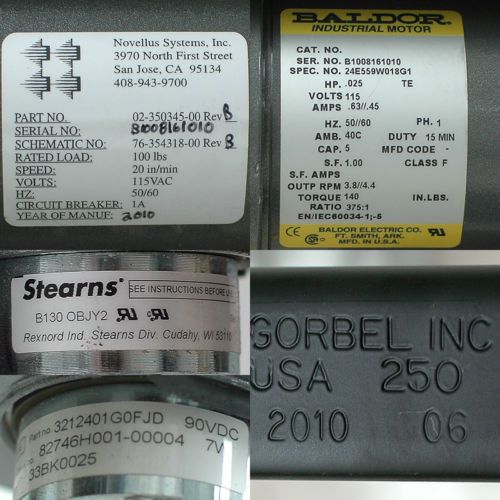 Novellus Systems, Inc.
3970 North First Street
San Jose, CA 95134
408-943-9700
PART NO. 02-350345-00 Rev B
SERIAL NO: B008161010
SCHEMATIC NO: 76-354318-00 Rev B
RATED LOAD: 100 lbs
SPEED: 20 in/min
VOLTS: 115VAC
HZ: 50/60
CIRCUIT BREAKER: 1A
YEAR OF MANUF: 2010
BALDOR
INDUSTRIAL MOTOR
CAT. NO.
SER. NO. B1008161010
SPEC. NO. 24E559W018G1
HP. .025 TE
VOLTS 115
AMPS .63//.45
HZ. 50//60 PH. 1
AMB. 40C DUTY 15 MIN
CAP. 5 MFD CODE -
S.F. 1.00 CLASS F
S.F. AMPS
OUTP RPM 3.8//4.4
TORQUE 140 IN.LBS.
RATIO 375:1
EN/IEC60034-1;-5
BALDOR ELECTRIC CO.
FT. SMITH, ARK.
MFD. IN U.S.A.
Stearns
SEE INSTRUCTIONS BEFORE
B130 OBJY2
Rexnord Ind. Stearns Div. Cudahy, WI 53110
Part no. 3212401G0FJD 90VDC
82746H001-00004 7V
33BK0025
GORBEL INC
USA 250
2010 06